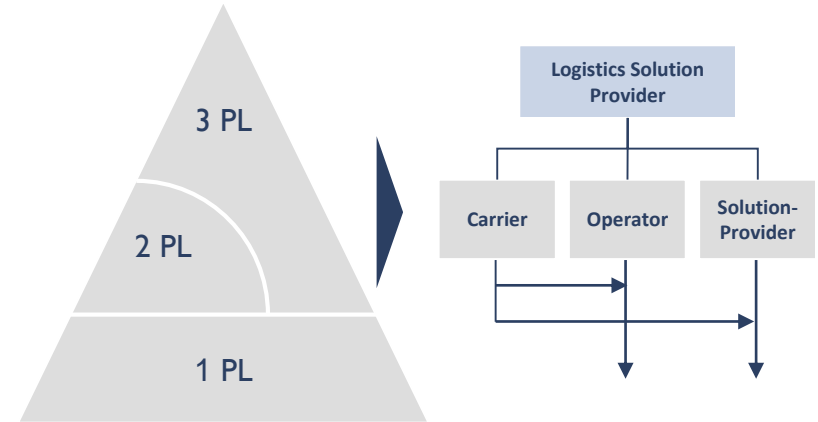 3 PL
2 PL
1 PL
Logistics Solution
Provider
Carrier
Operator
Solution-
Provider